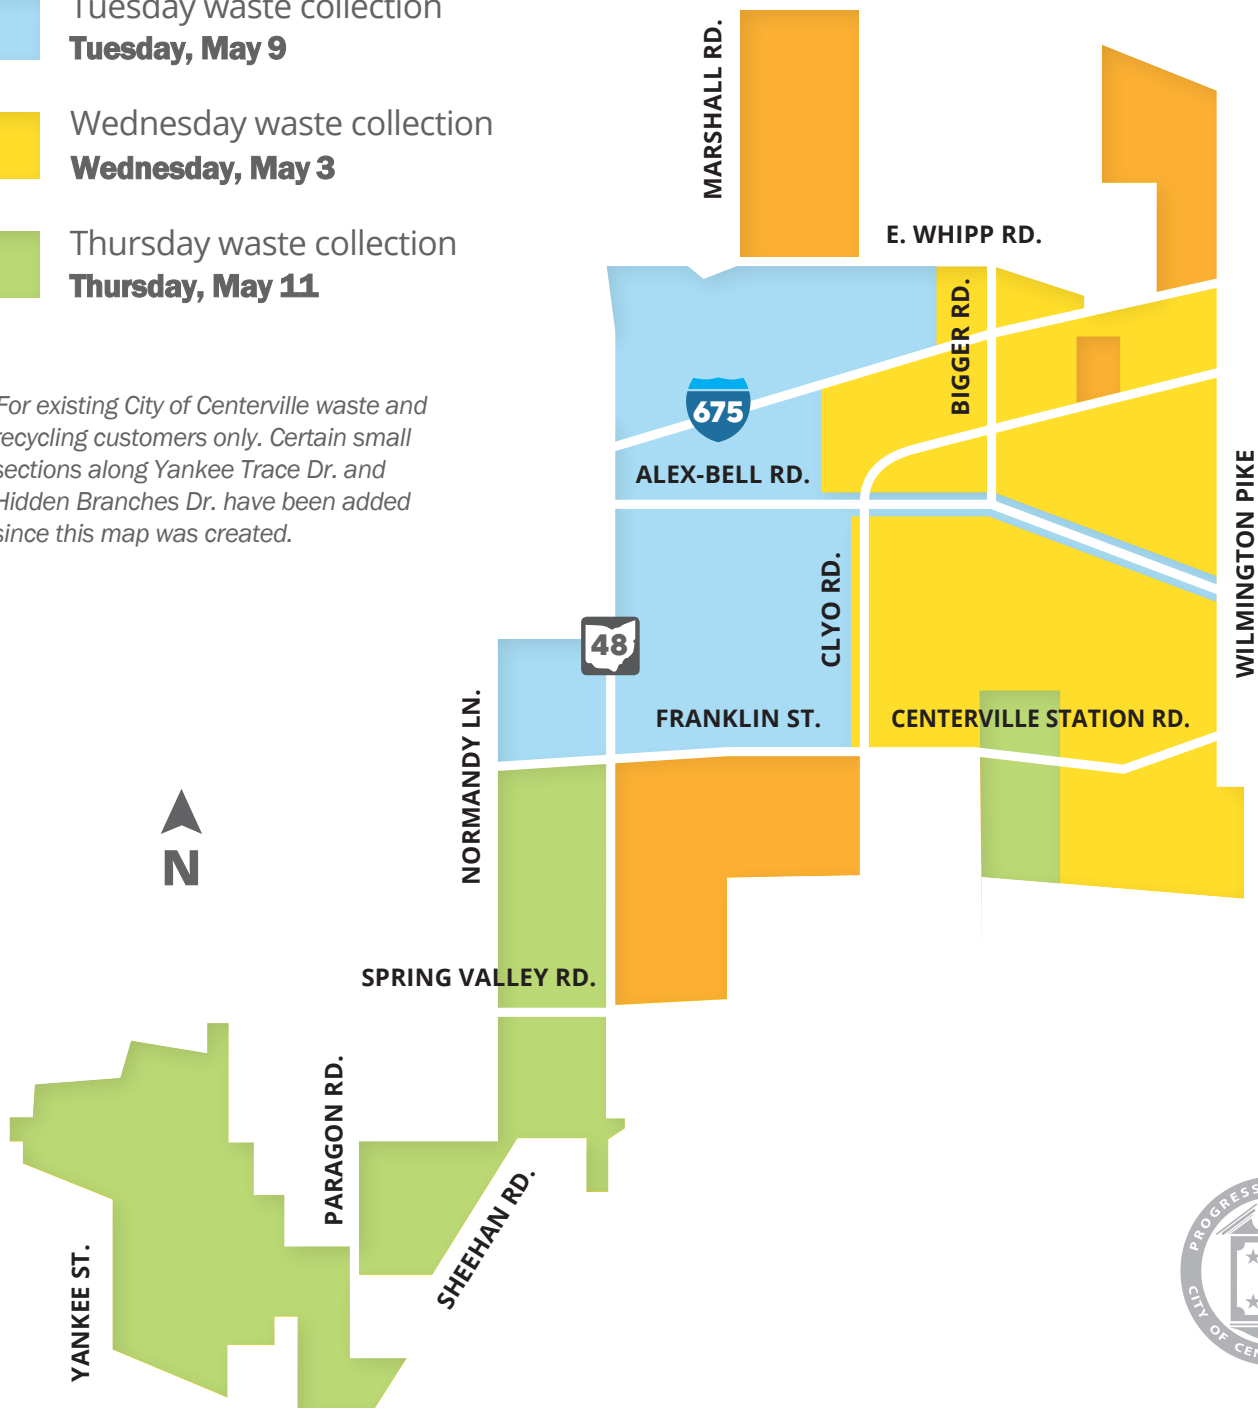 Tuesday waste collection
Tuesday, May 9
Wednesday waste collection
Wednesday, May 3
Thursday waste collection
Thursday, May 11
For existing City of Centerville waste and
recycling customers only. Certain small
sections along Yankee Trace Dr. and
Hidden Branches Dr. have been added
since this map was created.
MARSHALL RD.
E. WHIPP RD.
BIGGER RD.
675
ALEX-BELL RD.
WILMINGTON PIKE
CLYO RD.
48
FRANKLIN ST.
CENTERVILLE STATION RD.
NORMANDY LN.
N
SPRING VALLEY RD.
PARAGON RD.
SHEEHAN RD.
YANKEE ST.
PROGRESS
CITY OF CEN